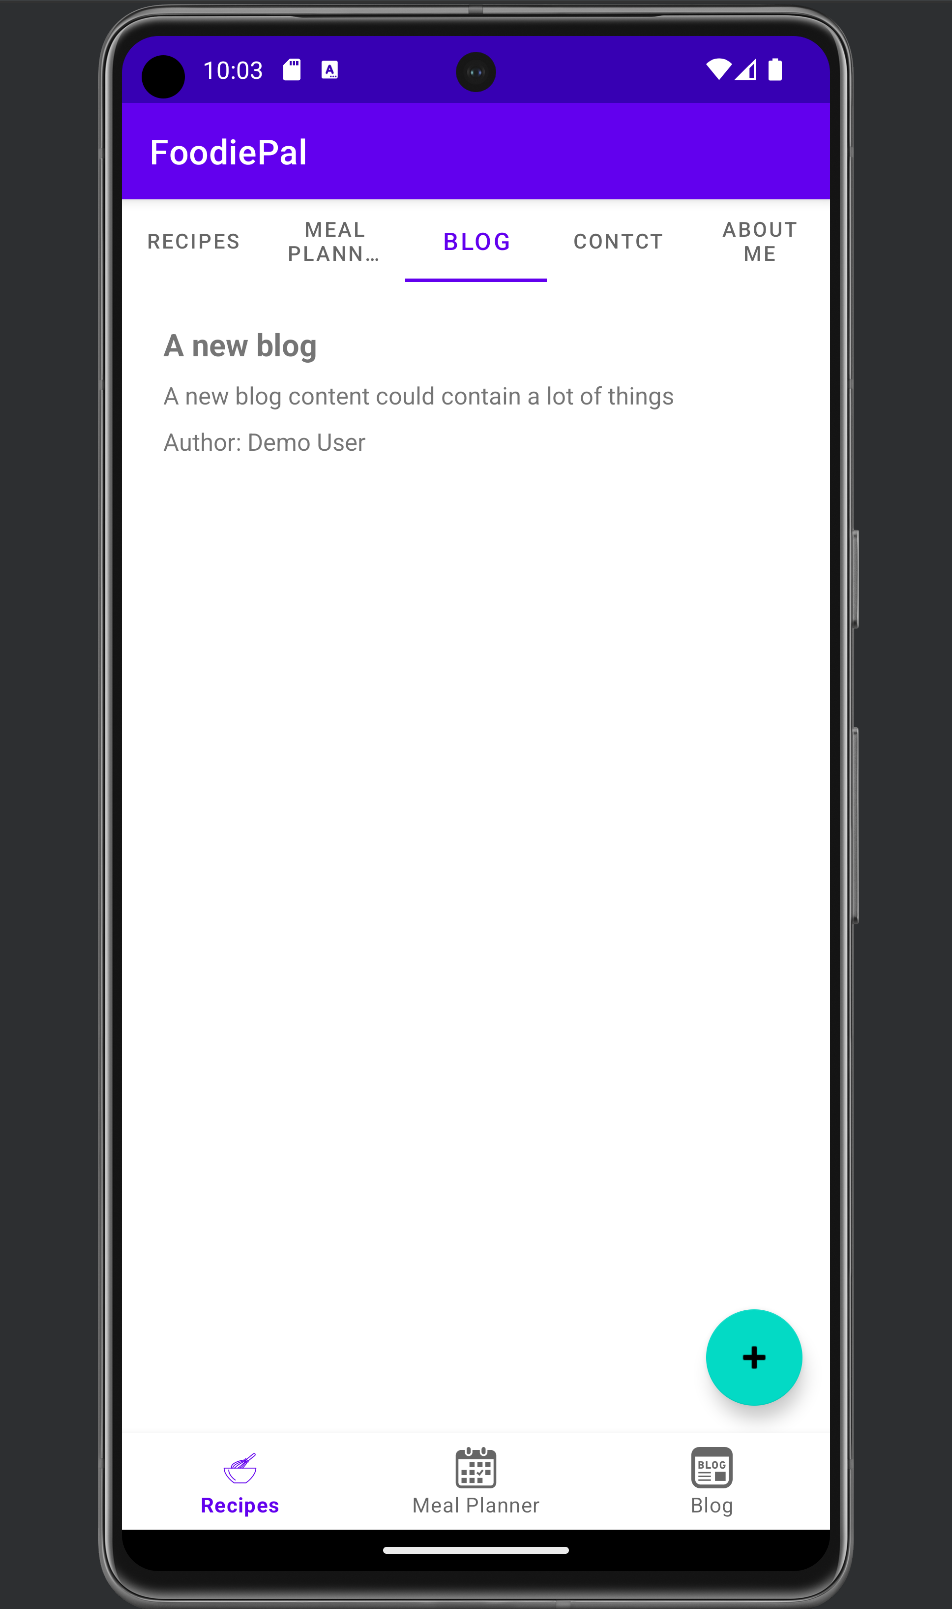 10:03
A
FoodiePal
RECIPES
MEAL
PLANN…
BLOG
CONTCT
ABOUT
ME
A new blog
A new blog content could contain a lot of things
Author: Demo User
+
BLOG
Recipes
Meal Planner
Blog